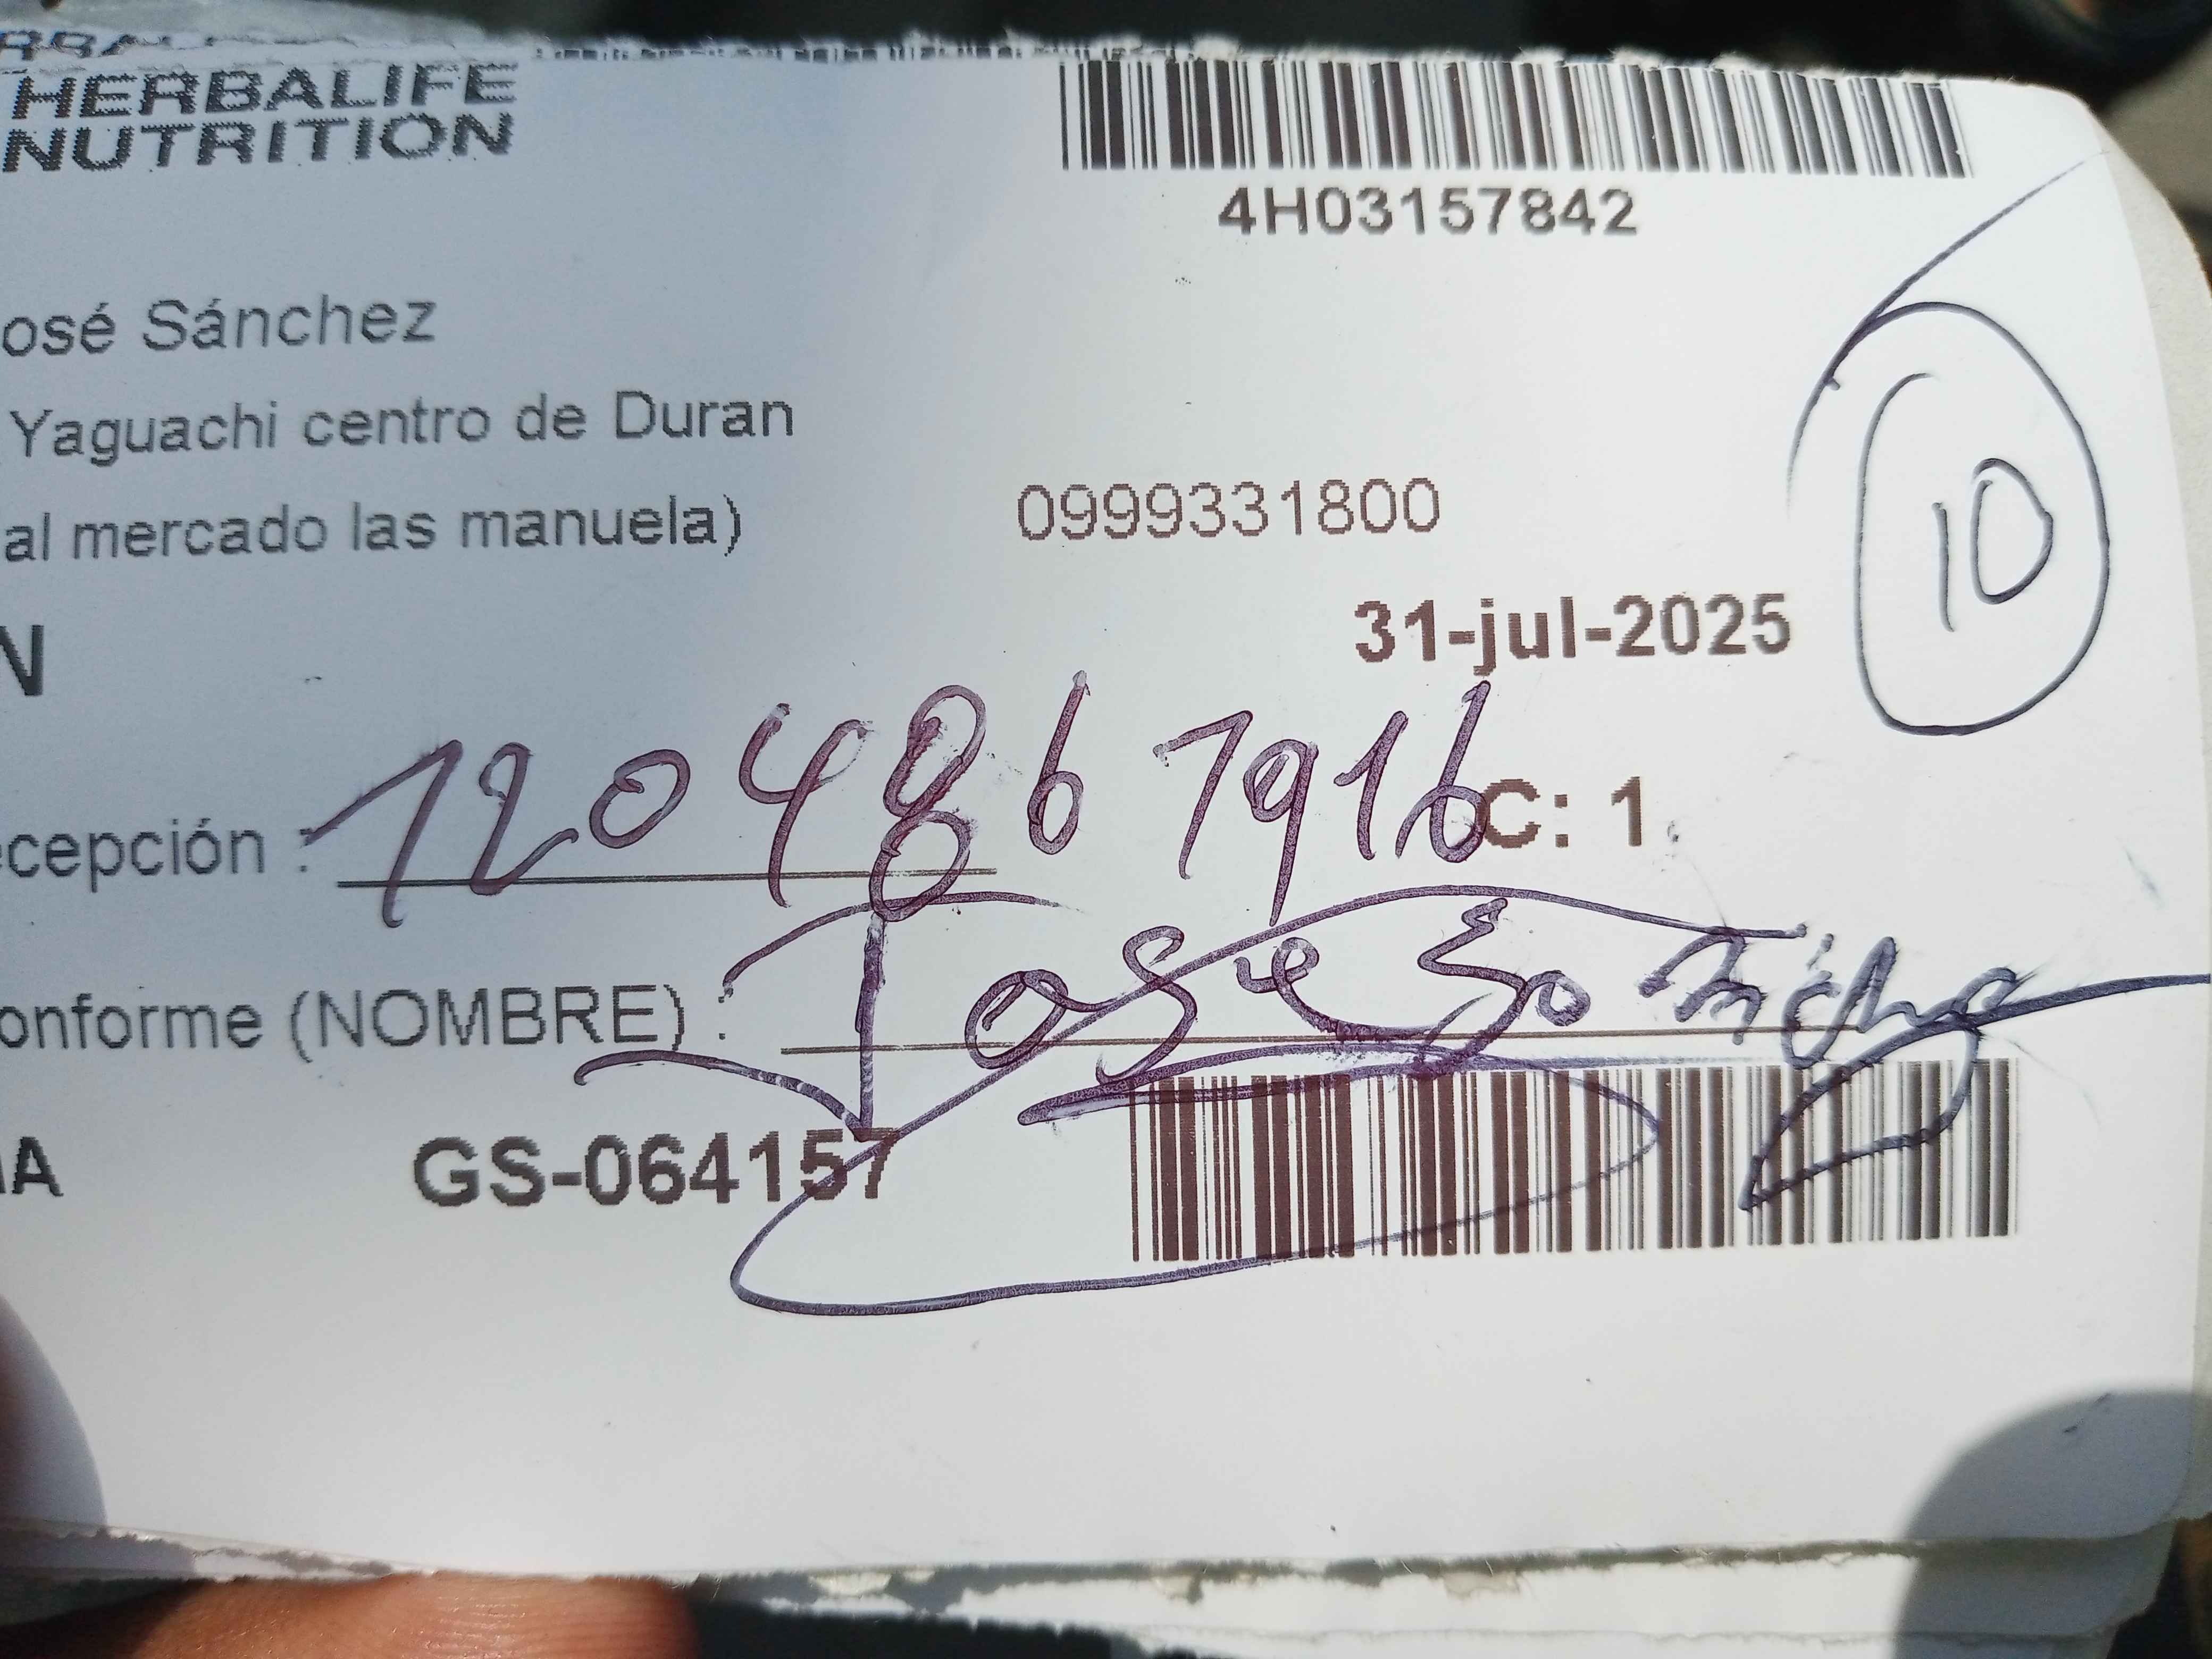 HERBALIFE
NUTRITION
4H03157842
osé Sánchez
Yaguachi centro de Duran
al mercado las manuela) 0999331800
10
31-jul-2025
N
ecepción : 1204867916 C: 1
onforme (NOMBRE) : Jose
A GS-064157